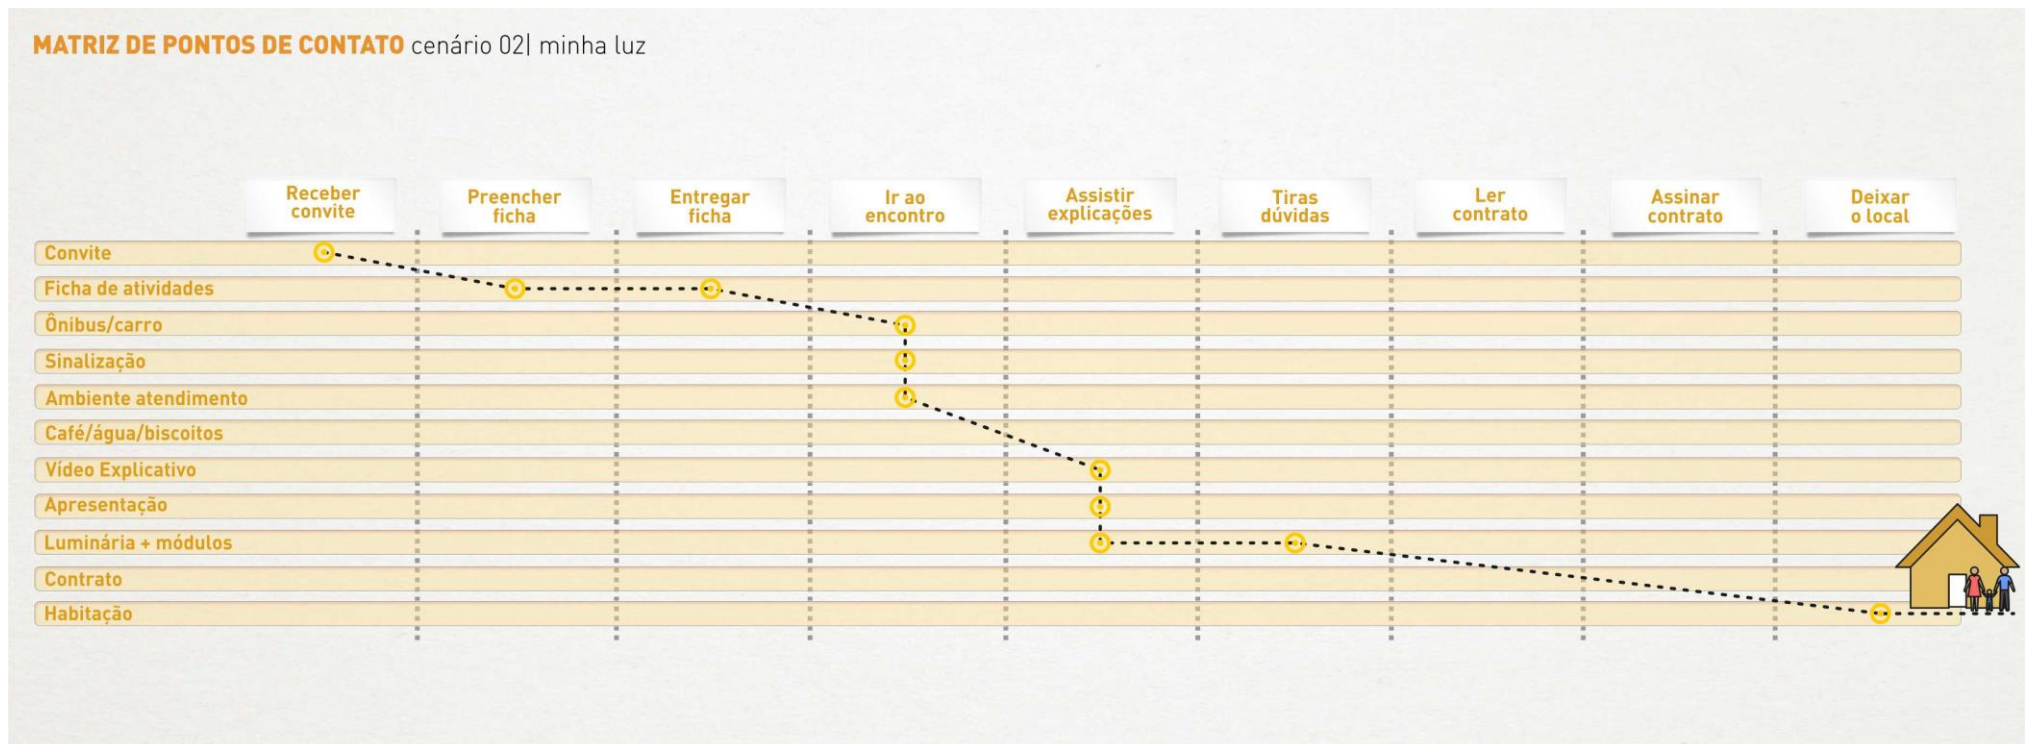 MATRIZ DE PONTOS DE CONTATO cenário 02| minha luz
Receber
convite
Preencher
ficha
Entregar
ficha
Ir ao
encontro
Assistir
explicações
Tiras
dúvidas
Ler
contrato
Assinar
contrato
Deixar
o local
Convite
Ficha de atividades
Ônibus/carro
Sinalização
Ambiente atendimento
Café/água/biscoitos
Vídeo Explicativo
Apresentação
Luminária + módulos
Contrato
Habitação